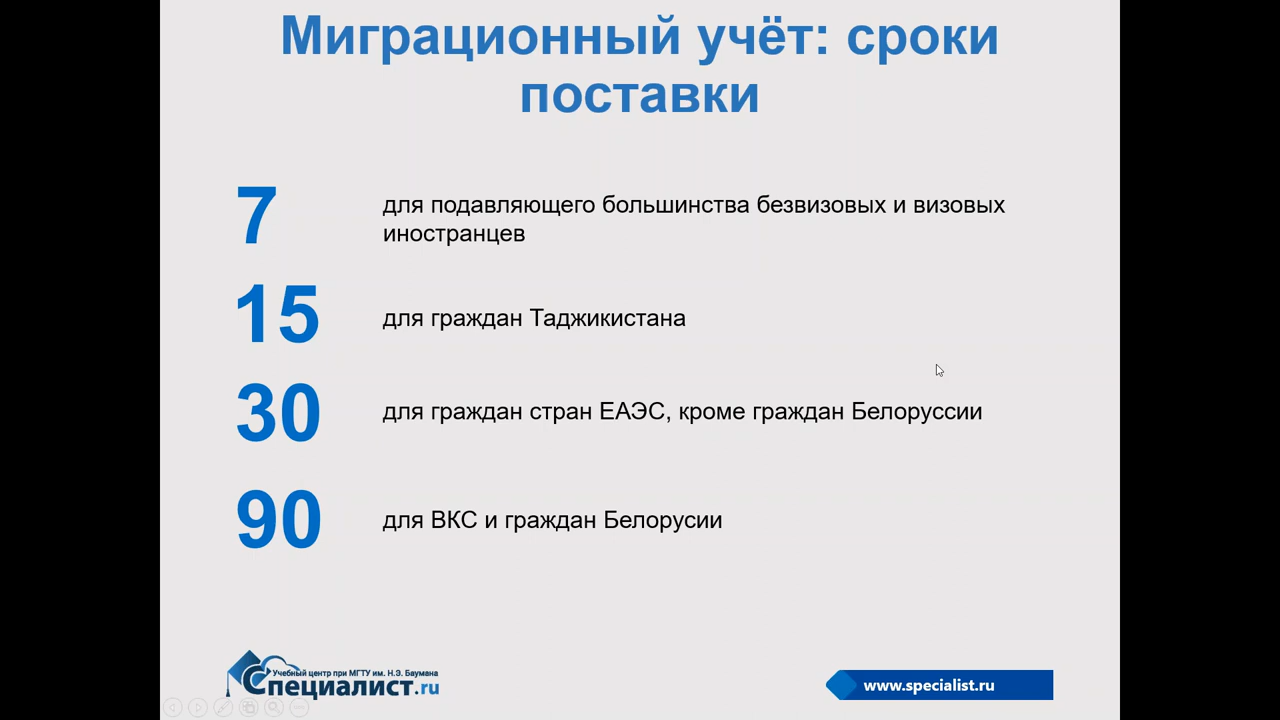 Миграционный учёт: сроки
поставки
7
для подавляющего большинства безвизовых и визовых
иностранцев
15
для граждан Таджикистана
30
для граждан стран ЕАЭС, кроме граждан Белоруссии
90
для ВКС и граждан Белорусии
Учебный центр при МГТУ им. Н.Э. Баумана
Специалист.ru
www.specialist.ru